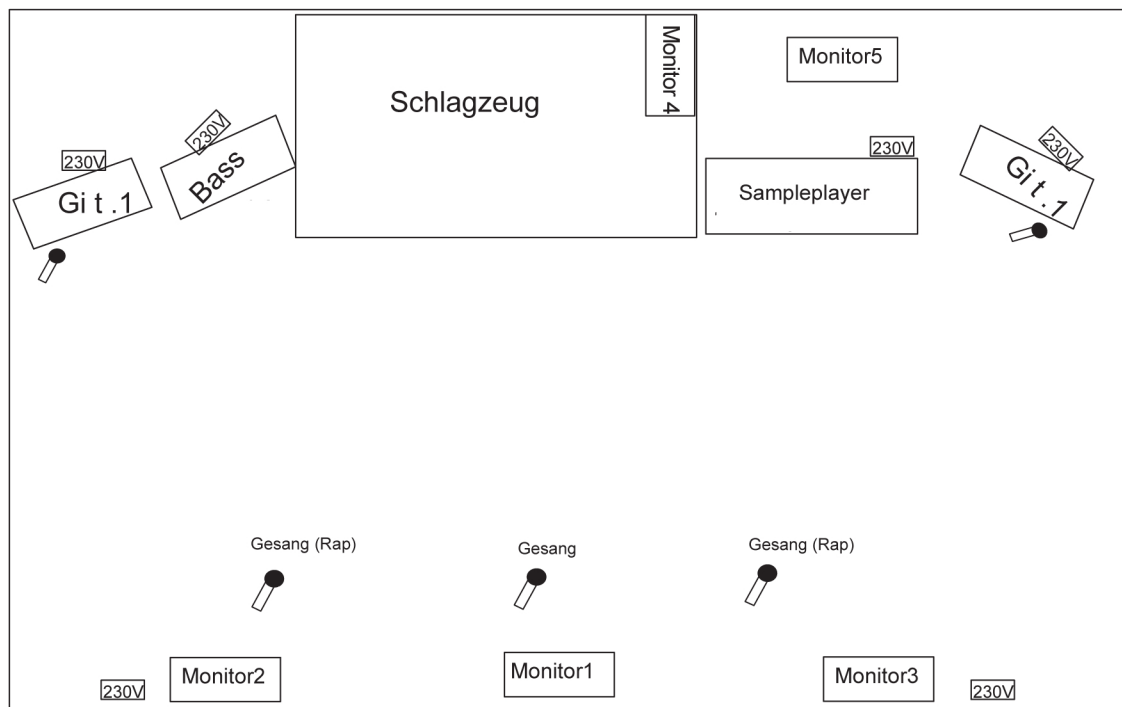 Schlagzeug
Monitor 4
Monitor5
230V
Bass
230V
Gi t .1
230V
Sampleplayer
230V
Gi t .1
Gesang (Rap)
Gesang
Gesang (Rap)
230V
Monitor2
Monitor1
Monitor3
230V